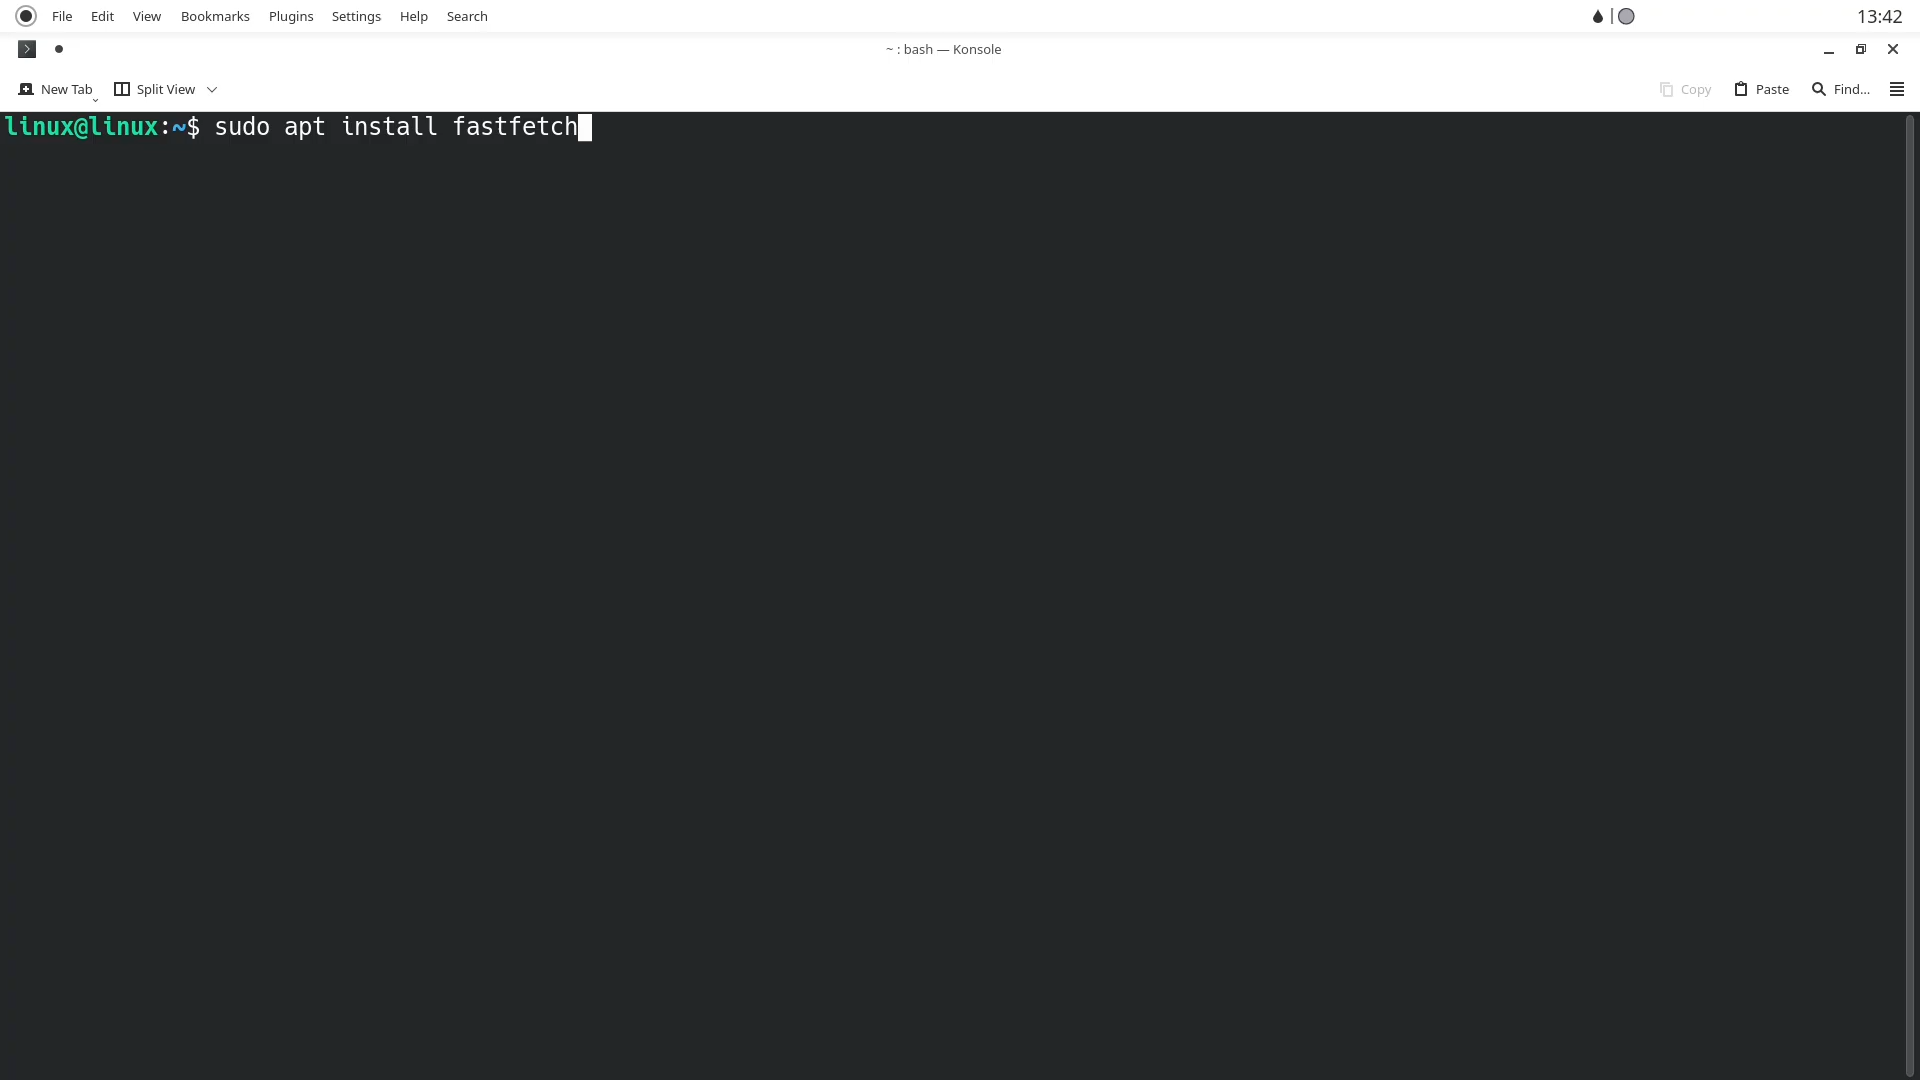 File Edit View Bookmarks Plugins Settings Help Search 13:42
~ : bash — Konsole
New Tab Split View Copy Paste Find...
linux@linux:~$ sudo apt install fastfetch